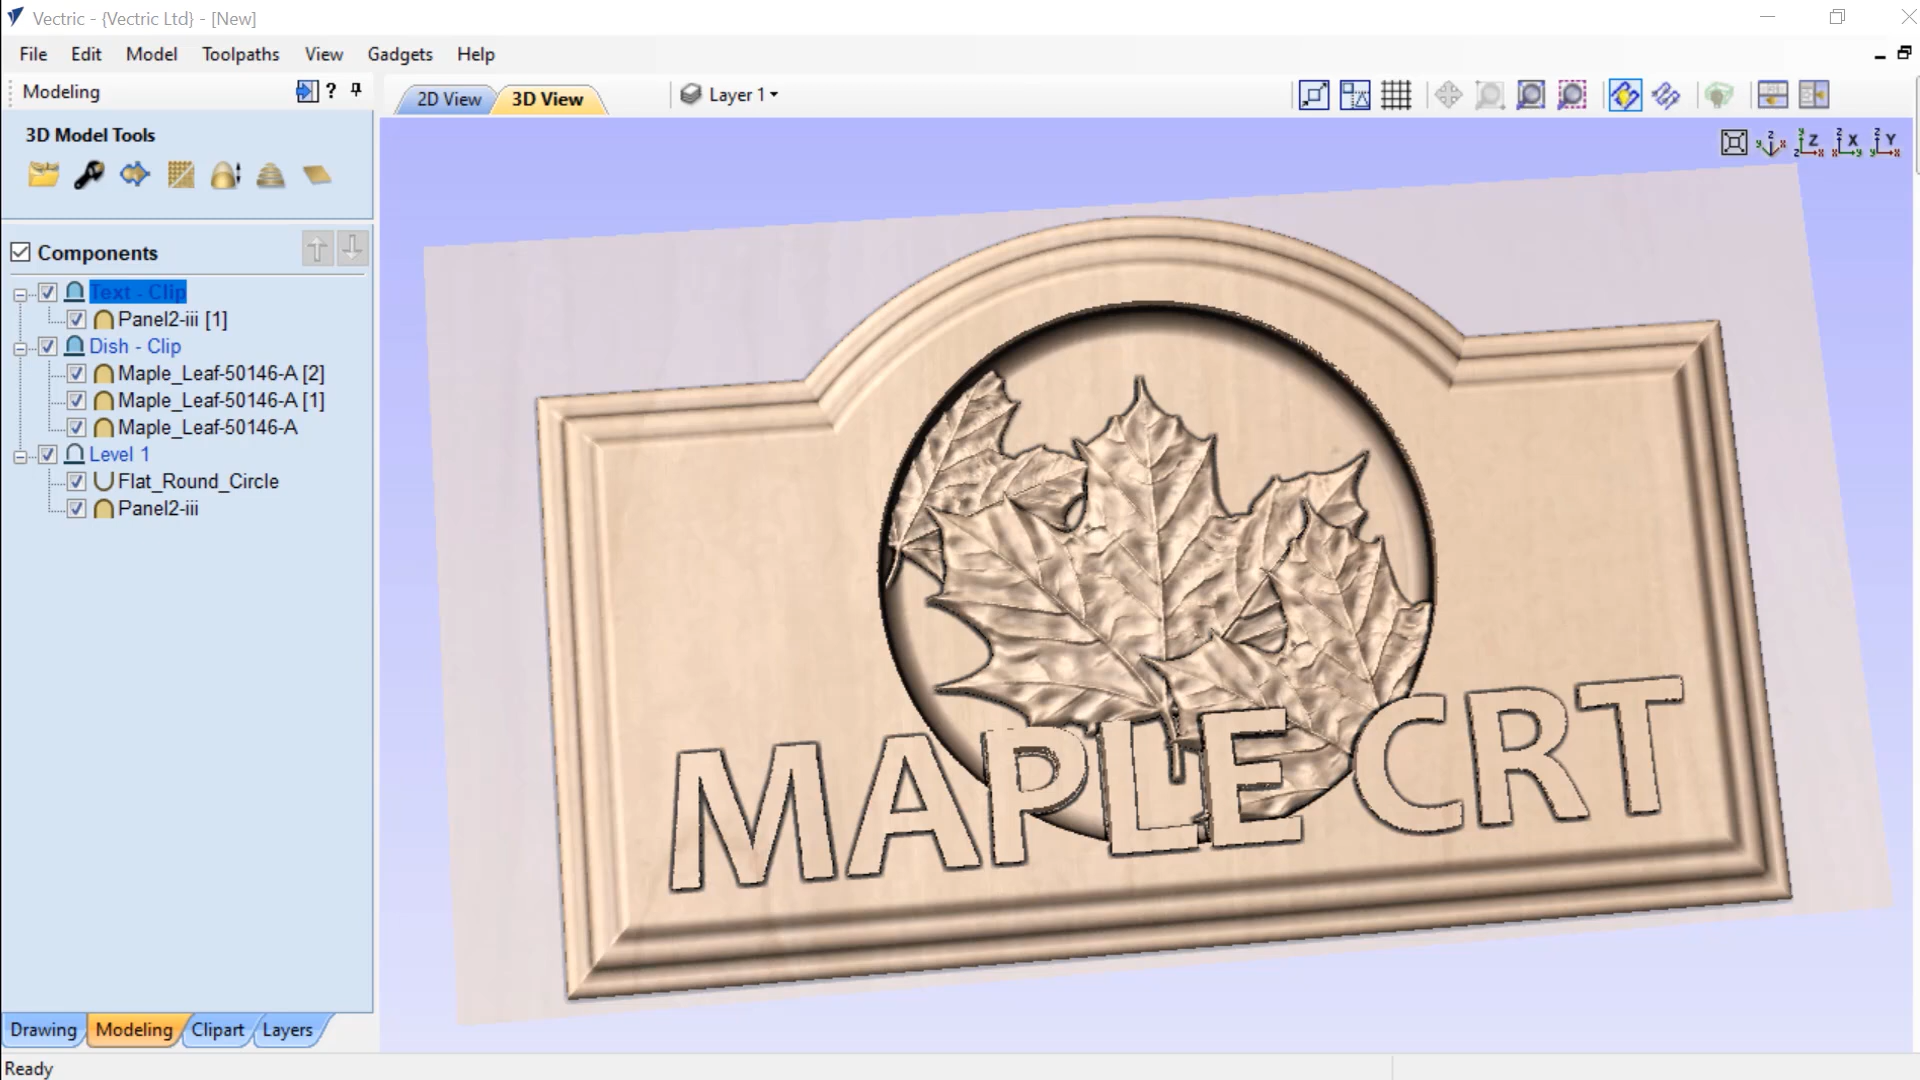 Vectric - {Vectric Ltd} - [New]
File Edit Model Toolpaths View Gadgets Help
Modeling ?
2D View 3D View Layer 1
3D Model Tools
Components
Text - Clip
Panel2-iii [1]
Dish - Clip
Maple_Leaf-50146-A [2]
Maple_Leaf-50146-A [1]
Maple_Leaf-50146-A
Level 1
Flat_Round_Circle
Panel2-iii
MAPLE CRT
Drawing Modeling Clipart Layers
Ready